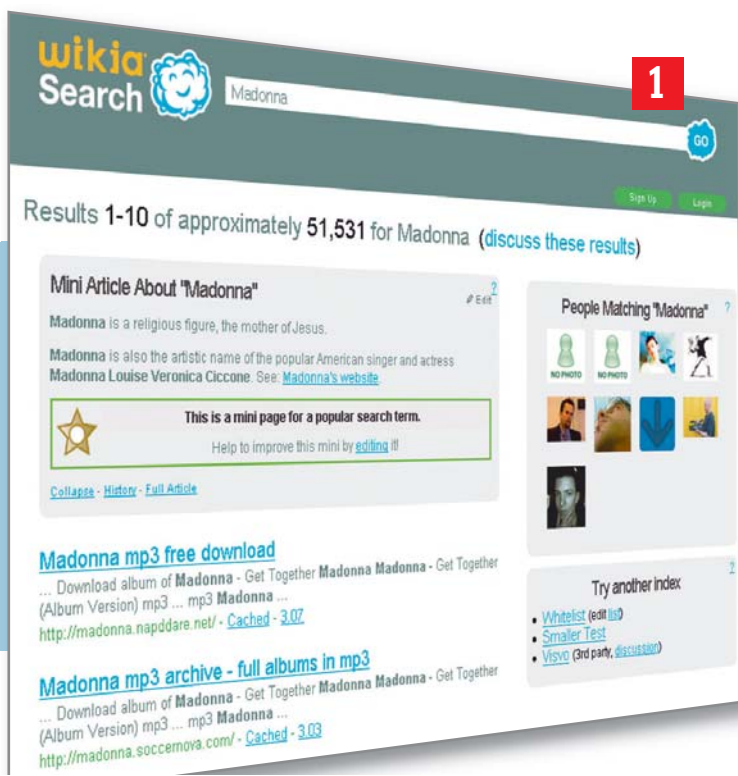 wikia
Search
Madonna
GO
1
Sign Up
Login
Results 1-10 of approximately 51,531 for Madonna (discuss these results)
Mini Article About "Madonna"
?
Edit
Madonna is a religious figure, the mother of Jesus.
Madonna is also the artistic name of the popular American singer and actress
Madonna Louise Veronica Ciccone. See: Madonna's website.
This is a mini page for a popular search term.
Help to improve this mini by editing it!
Collapse - History - Full Article
Madonna mp3 free download
... Download album of Madonna - Get Together Madonna Madonna - Get Together
(Album Version) mp3 ... mp3 Madonna ...
http://madonna.napddare.net/ - Cached - 3.07
Madonna mp3 archive - full albums in mp3
... Download album of Madonna - Get Together Madonna Madonna - Get Together
(Album Version) mp3 ... mp3 Madonna ...
http://madonna.soccernova.com/ - Cached - 3.03
People Matching "Madonna"
?
NO PHOTO
NO PHOTO
Try another index
?
• Whitelist (edit list)
• Smaller Test
• Visvo (3rd party, discussion)